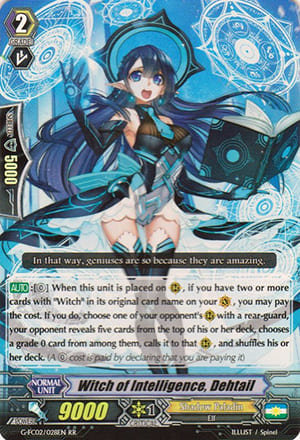 2
GRADE
SHIELD
5000
In that way, geniuses are so because they are amazing.
AUTO: When this unit is placed on , if you have two or more
cards with "Witch" in its original card name on your , you may pay
the cost. If you do, choose one of your opponent's with a rear-guard,
your opponent reveals five cards from the top of his or her deck, chooses
a grade 0 card from among them, calls it to that , and shuffles his or
her deck. (A cost is paid by declaring that you are paying it)
NORMAL
UNIT
Witch of Intelligence, Dehtail
POWER
9000
1
CRITICAL
Shadow Paladin
Elf
G-FC02/028EN RR
ILLUST / Spinel